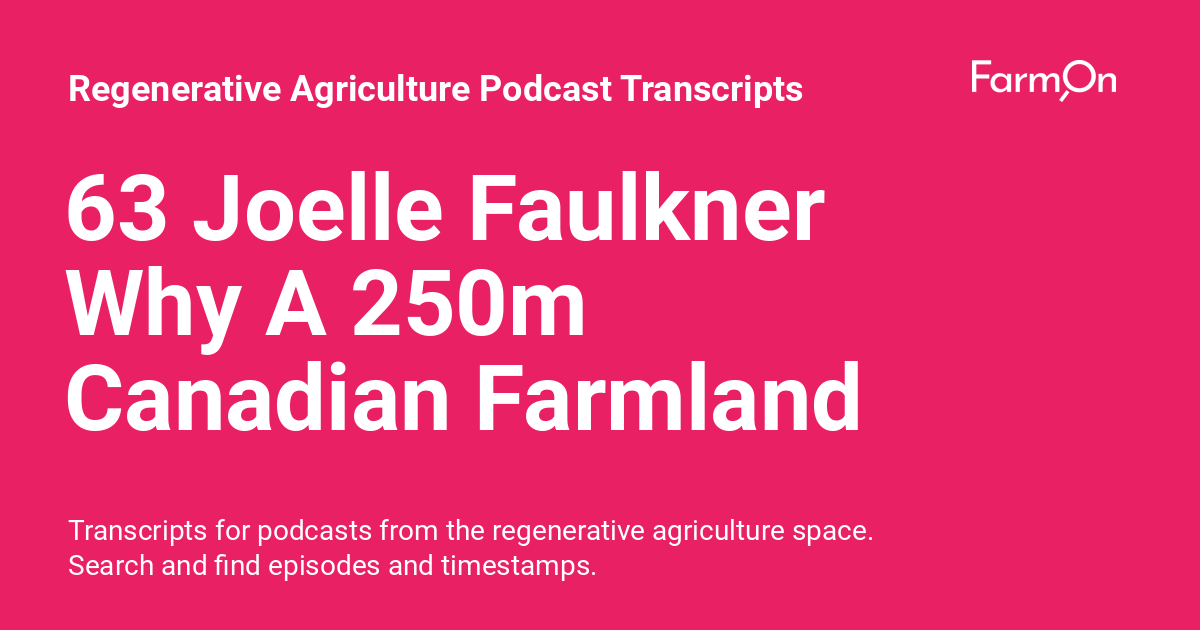 Regenerative Agriculture Podcast Transcripts
FarmOn
63 Joelle Faulkner
Why A 250m
Canadian Farmland
Transcripts for podcasts from the regenerative agriculture space.
Search and find episodes and timestamps.